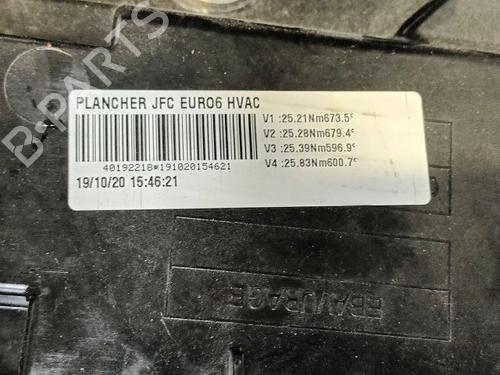 B-PARTS
PLANCHER JFC EURO6 HVAC
V1 :25.21Nm673.5°
V2 :25.28Nm679.4°
V3 :25.39Nm596.9°
V4 :25.83Nm600.7°
40192218#191020154621
19/10/20 15:46:21
EBAVURAGE